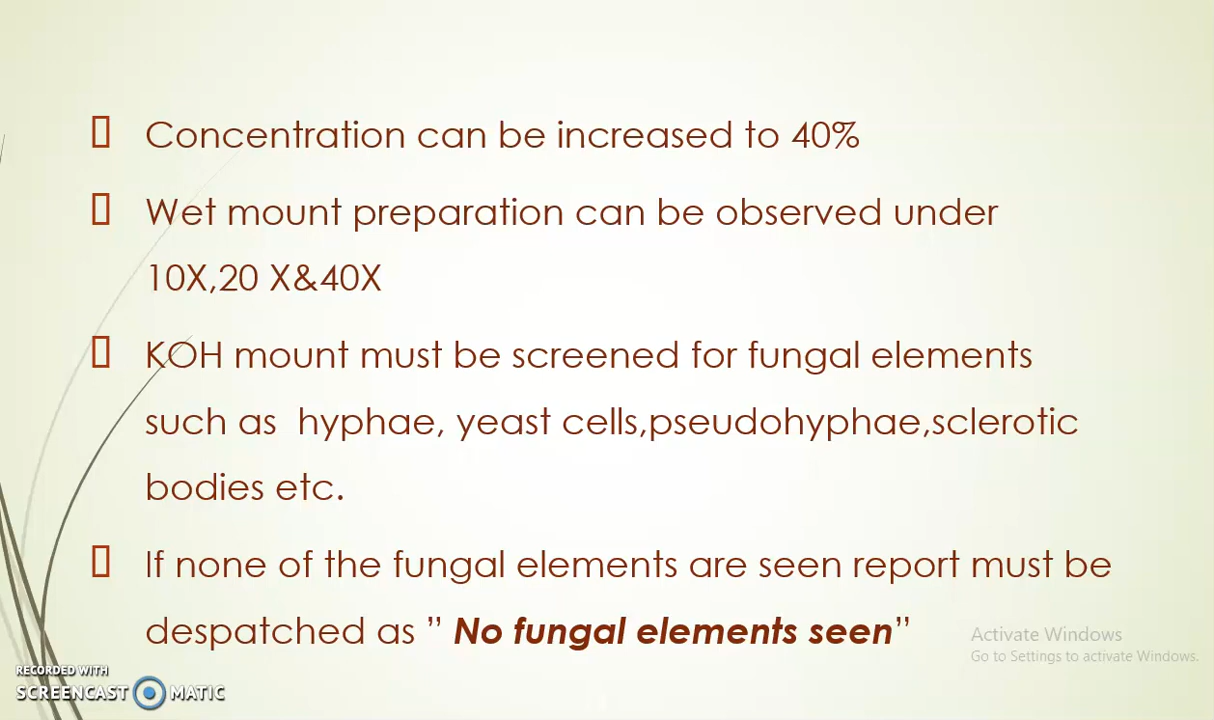 Concentration can be increased to 40%
Wet mount preparation can be observed under
10X,20 X&40X
KOH mount must be screened for fungal elements
such as  hyphae, yeast cells,pseudohyphae,sclerotic
bodies etc.
If none of the fungal elements are seen report must be
despatched as ” No fungal elements seen”
Activate Windows
Go to Settings to activate Windows.
RECORDED WITH
SCREENCAST MATIC